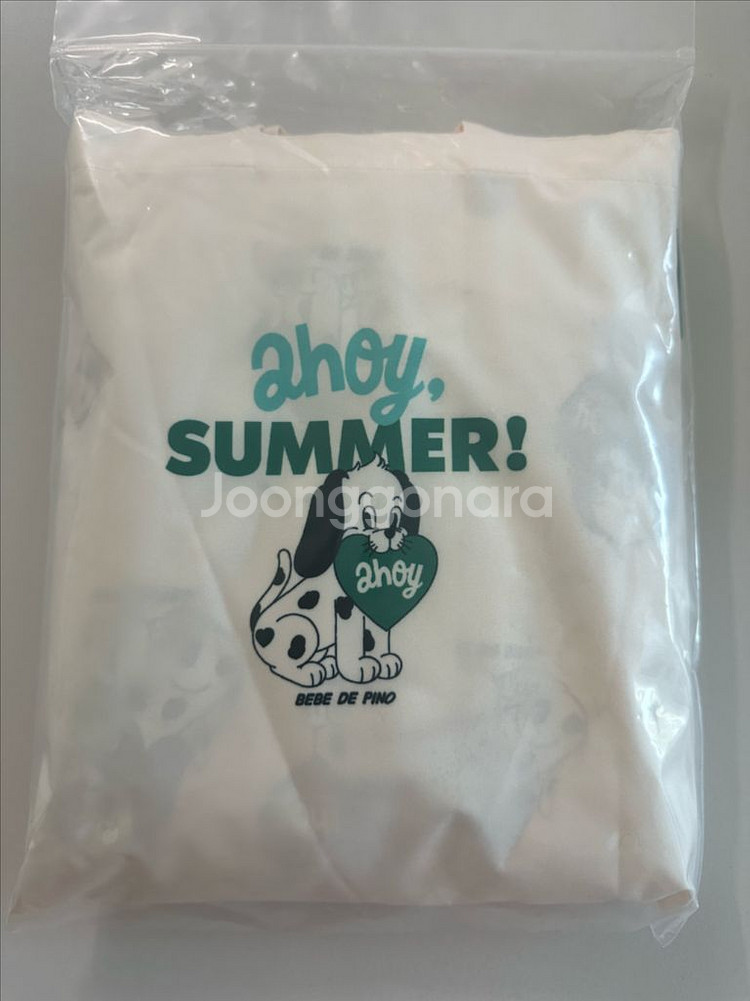 ahoy,
SUMMER!
Joonggonara
ahoy
BEBE DE PINO